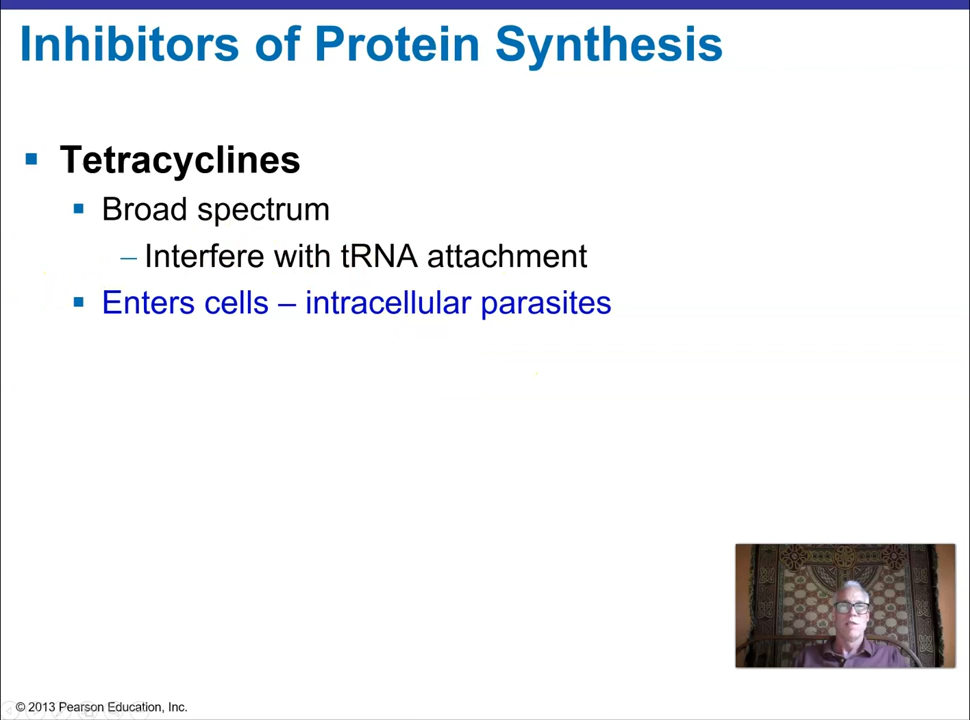 Inhibitors of Protein Synthesis
Tetracyclines
Broad spectrum
– Interfere with tRNA attachment
Enters cells – intracellular parasites
© 2013 Pearson Education, Inc.